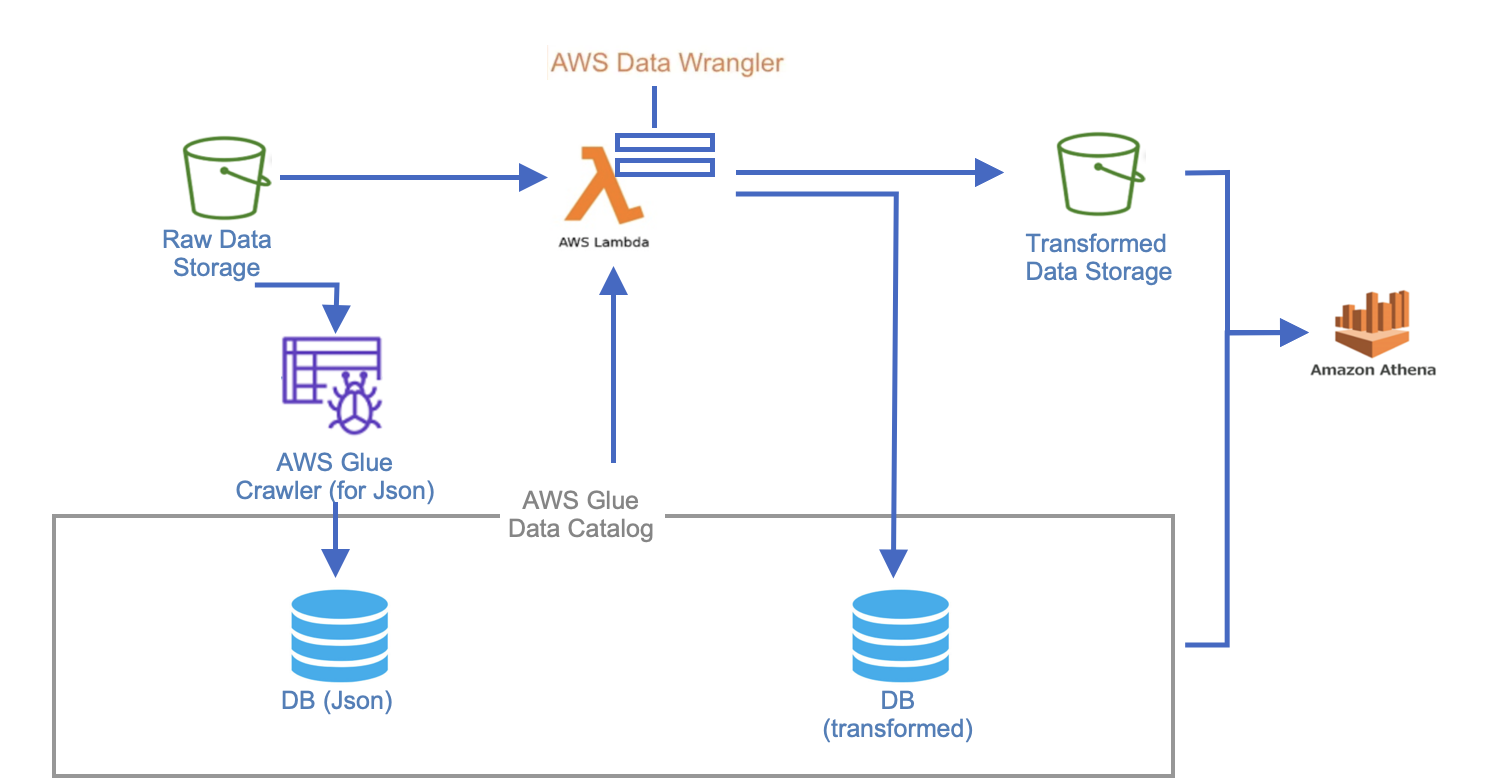 AWS Data Wrangler
Raw Data
Storage
AWS Lambda
Transformed
Data Storage
Amazon Athena
AWS Glue
Crawler (for Json)
AWS Glue
Data Catalog
DB (Json)
DB
(transformed)